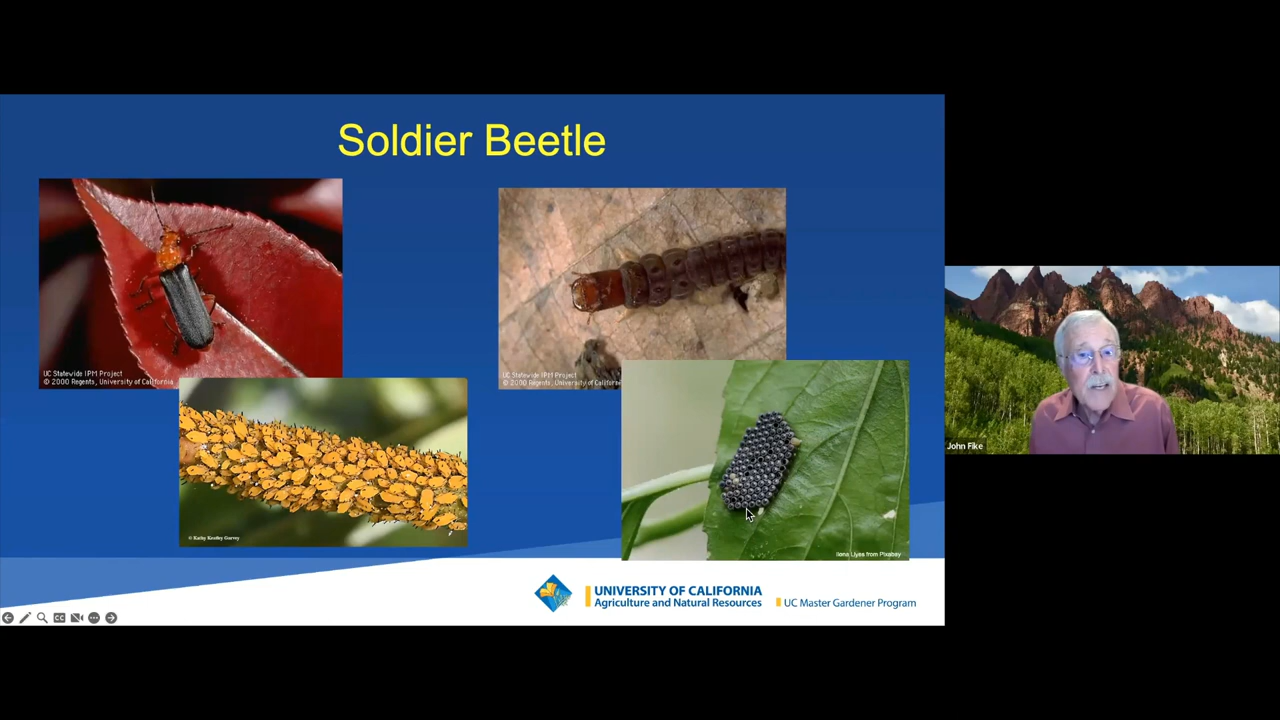 Soldier Beetle
UC Statewide IPM Project
© 2000 Regents, University of California
UC Statewide IPM Project
© 2000 Regents, University of California
© Kathy Keatley Garvey
Ilona Llyes from Pixabay
UNIVERSITY OF CALIFORNIA
Agriculture and Natural Resources
UC Master Gardener Program
CC
John Fike